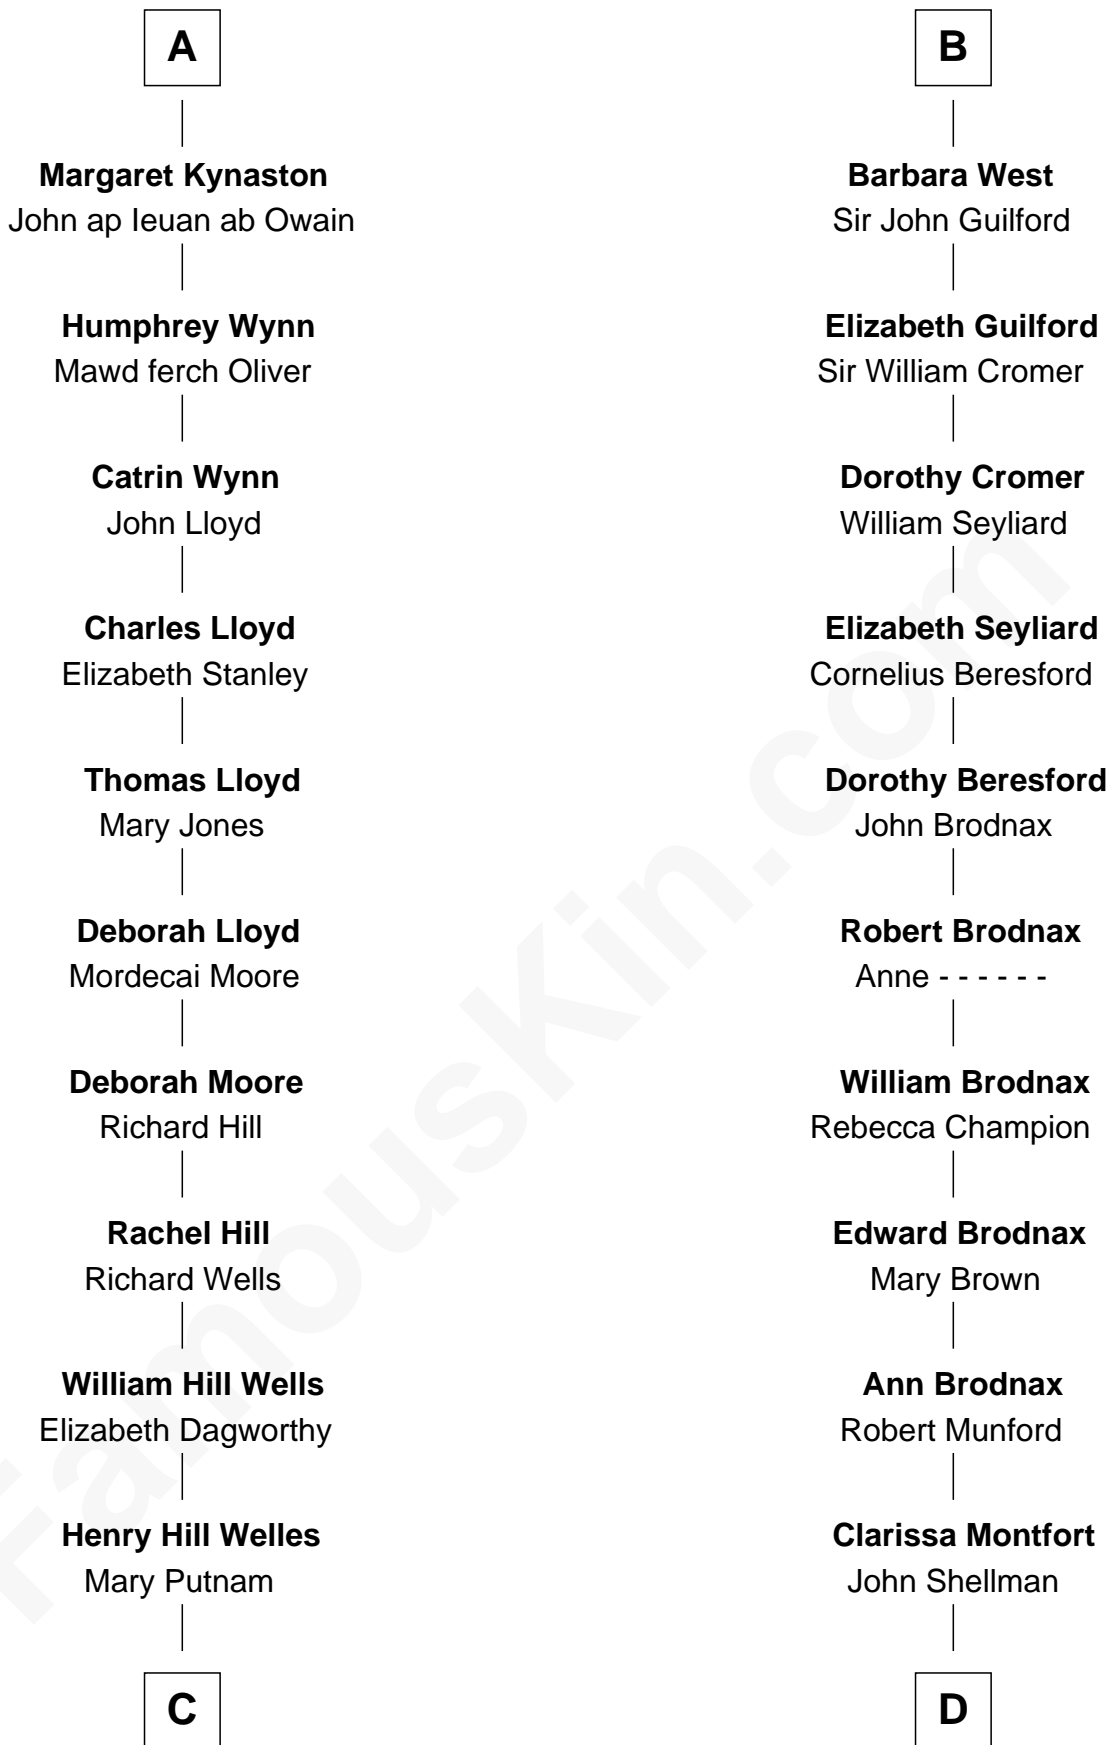 A
Margaret Kynaston
John ap Ieuan ab Owain
Humphrey Wynn
Mawd ferch Oliver
Catrin Wynn
John Lloyd
Charles Lloyd
Elizabeth Stanley
Thomas Lloyd
Mary Jones
Deborah Lloyd
Mordecai Moore
Deborah Moore
Richard Hill
Rachel Hill
Richard Wells
William Hill Wells
Elizabeth Dagworthy
Henry Hill Welles
Mary Putnam
C
B
Barbara West
Sir John Guilford
Elizabeth Guilford
Sir William Cromer
Dorothy Cromer
William Seyliard
Elizabeth Seyliard
Cornelius Beresford
Dorothy Beresford
John Brodnax
Robert Brodnax
Anne - - - - - -
William Brodnax
Rebecca Champion
Edward Brodnax
Mary Brown
Ann Brodnax
Robert Munford
Clarissa Montfort
John Shellman
D
FamousKin.com